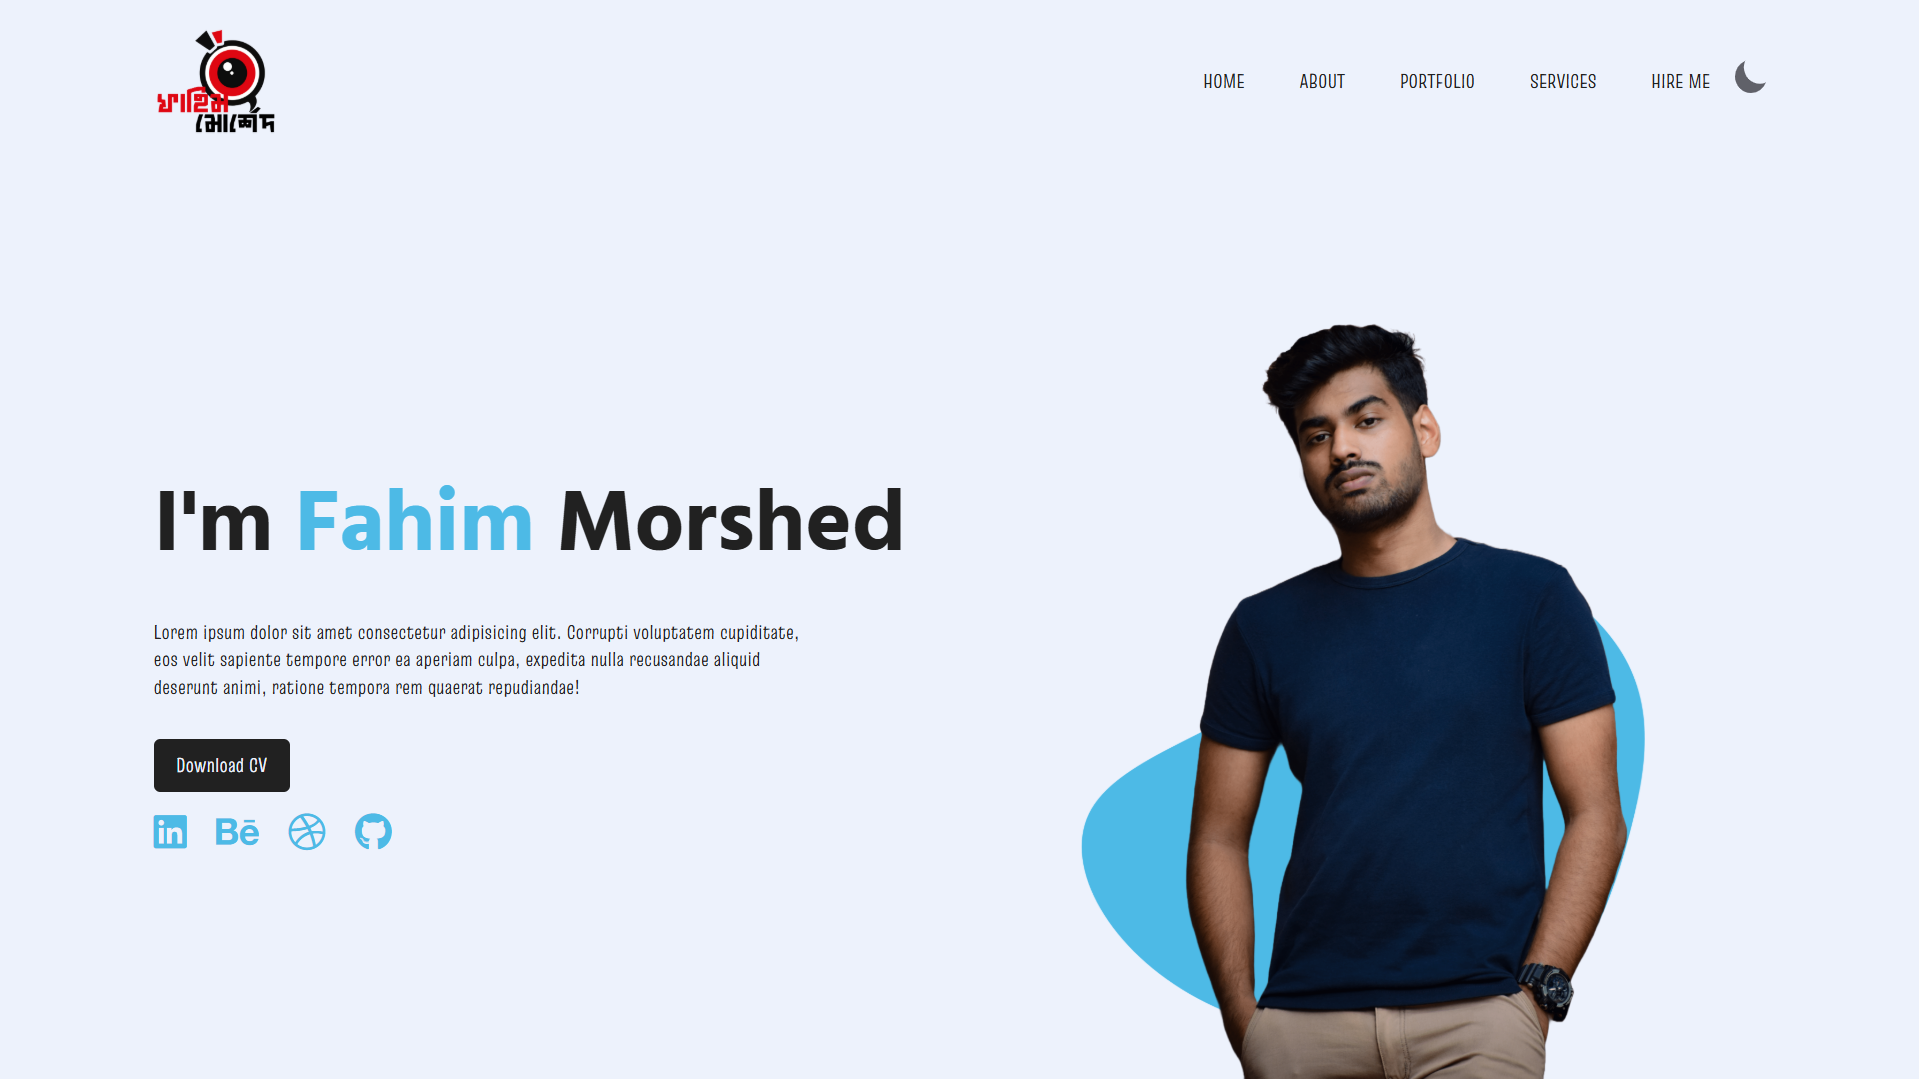 ফাহিম
মোর্শেদ
HOME ABOUT PORTFOLIO SERVICES HIRE ME
I'm Fahim Morshed
Lorem ipsum dolor sit amet consectetur adipisicing elit. Corrupti voluptatem cupiditate,
eos velit sapiente tempore error ea aperiam culpa, expedita nulla recusandae aliquid
deserunt animi, ratione tempora rem quaerat repudiandae!
Download CV
in Bē